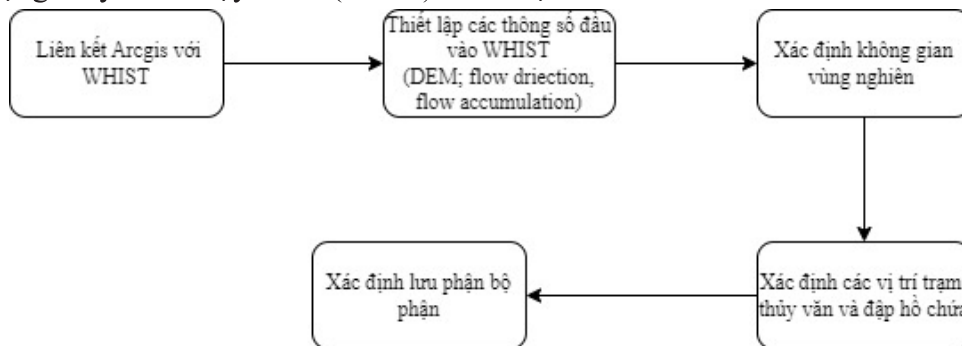 Liên kết Arcgis với
WHIST
Thiết lập các thông số đầu
vào WHIST
(DEM; flow driection,
flow accumulation)
Xác định không gian
vùng nghiên
Xác định các vị trí trạm
thủy văn và đập hồ chứa
Xác định lưu phận bộ
phận